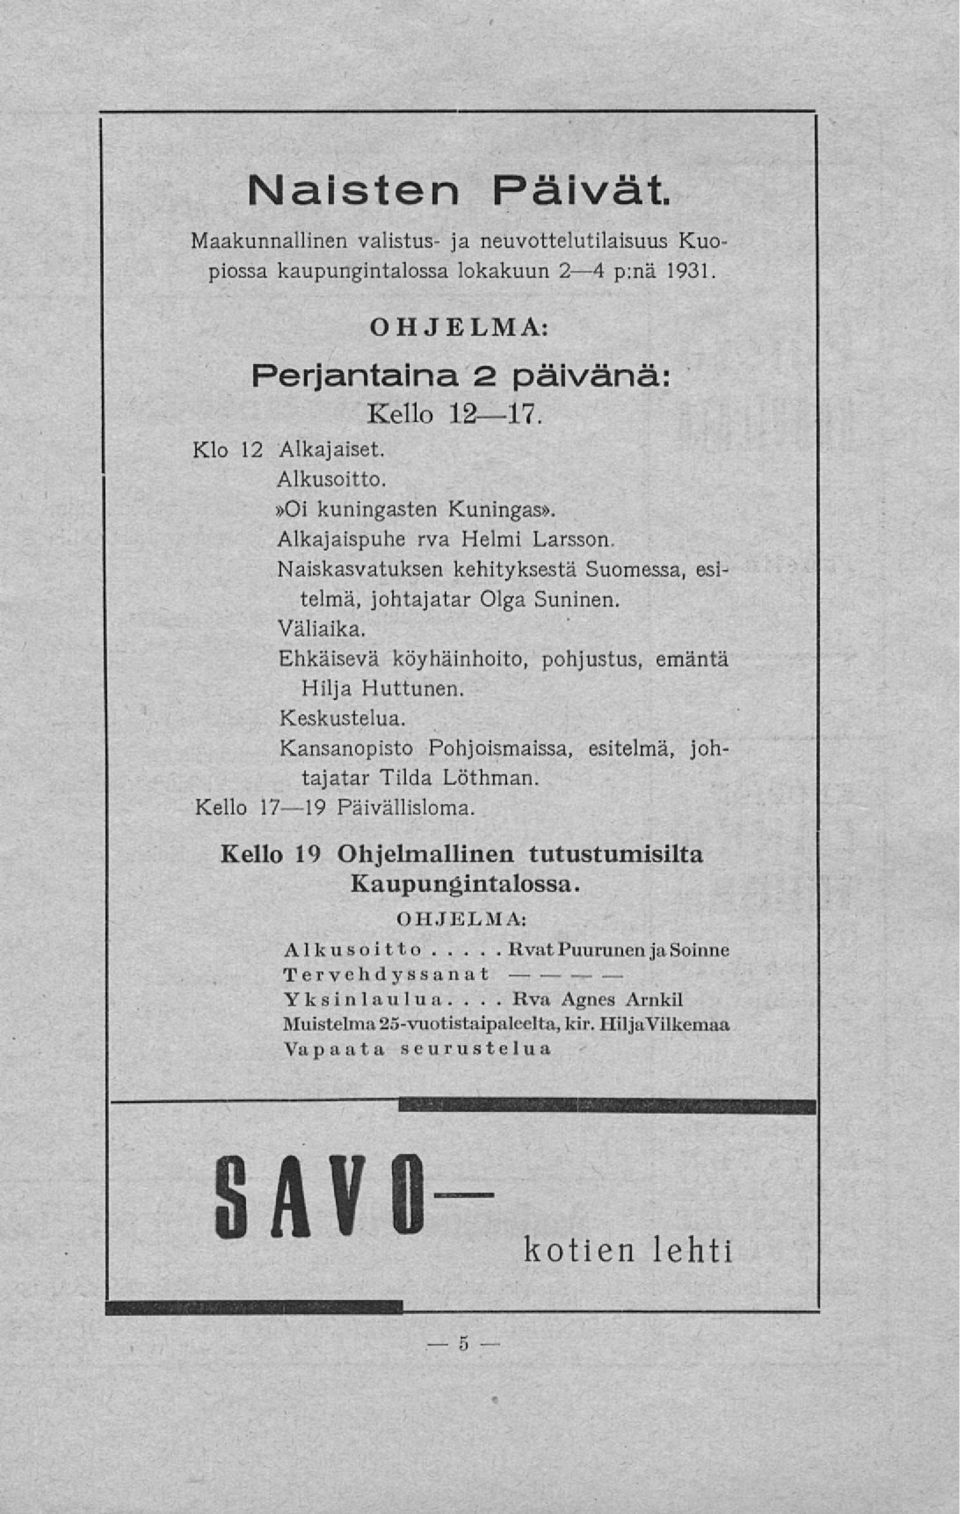 Naisten Päivät.
Maakunnallinen valistus- ja neuvottelutilaisuus Kuo-
piossa kaupungintalossa lokakuun 2—4 p:nä 1931.
OHJELMA:
Perjantaina 2 päivänä:
Kello 12—17.
Klo 12 Alkajaiset.
Alkusoitto.
»Oi kuningasten Kuningas».
Alkajaispuhe rva Helmi Larsson.
Naiskasvatuksen kehityksestä Suomessa, esi-
telmä, johtajatar Olga Suninen.
Väliaika.
Ehkäisevä köyhäinhoito, pohjustus, emäntä
Hilja Huttunen.
Keskustelua.
Kansanopisto Pohjoismaissa, esitelmä, joh-
tajatar Tilda Löthman.
Kello 17—19 Päivällisloma.
Kello 19 Ohjelmallinen tutustumisilta
Kaupungintalossa.
OHJELMA:
Alkusoitto . . . . . Rvat Puurunen ja Soinne
Tervehdyssanat — — — —
Yksinlaulua. . . . Rva Agnes Arnkil
Muistelma 25-vuotistaipaleelta, kir. Hilja Vilkemaa
Vapaata seurustelua
SAVO—
kotien lehti
— 5 —